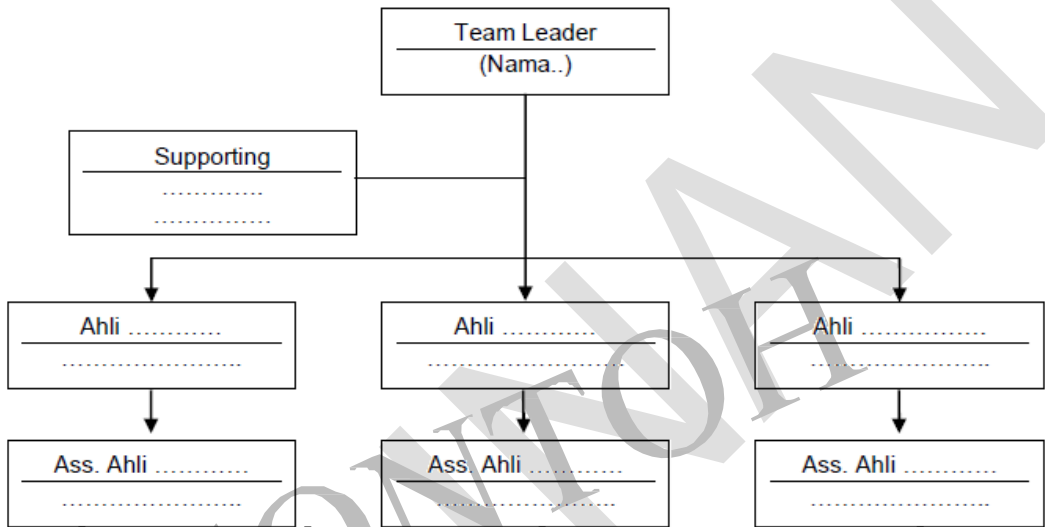 Team Leader
(Nama..)
Supporting
………….
……………
Ahli …………
Ahli …………
Ahli …………….
…………………..
…………………..
…………………..
Ass. Ahli …………
Ass. Ahli …………
Ass. Ahli …………
…………………..
…………………..
…………………..
CONTOH